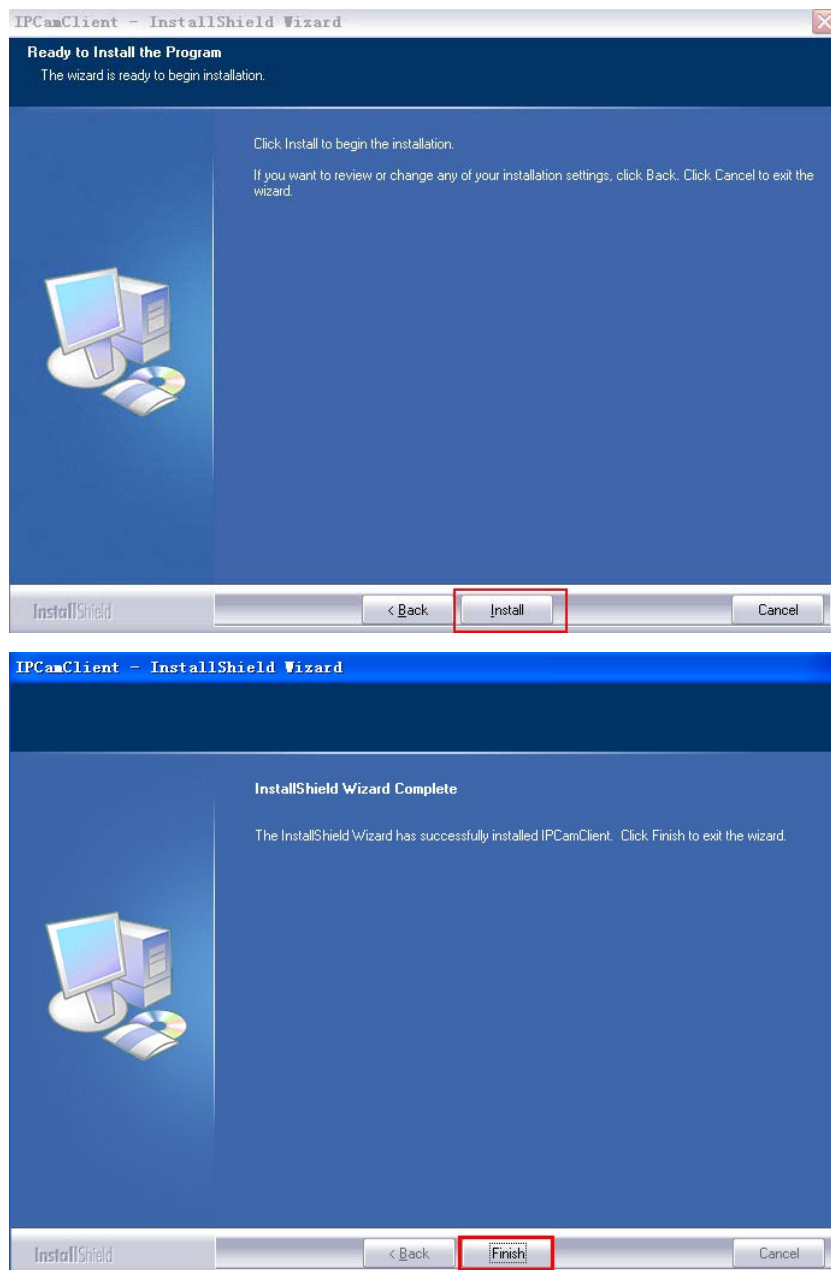 IPCamClient - InstallShield Wizard
Ready to Install the Program
The wizard is ready to begin installation.
Click Install to begin the installation.
If you want to review or change any of your installation settings, click Back. Click Cancel to exit the
wizard.
InstallShield
< Back
Install
Cancel
IPCamClient - InstallShield Wizard
InstallShield Wizard Complete
The InstallShield Wizard has successfully installed IPCamClient. Click Finish to exit the wizard.
InstallShield
< Back
Finish
Cancel